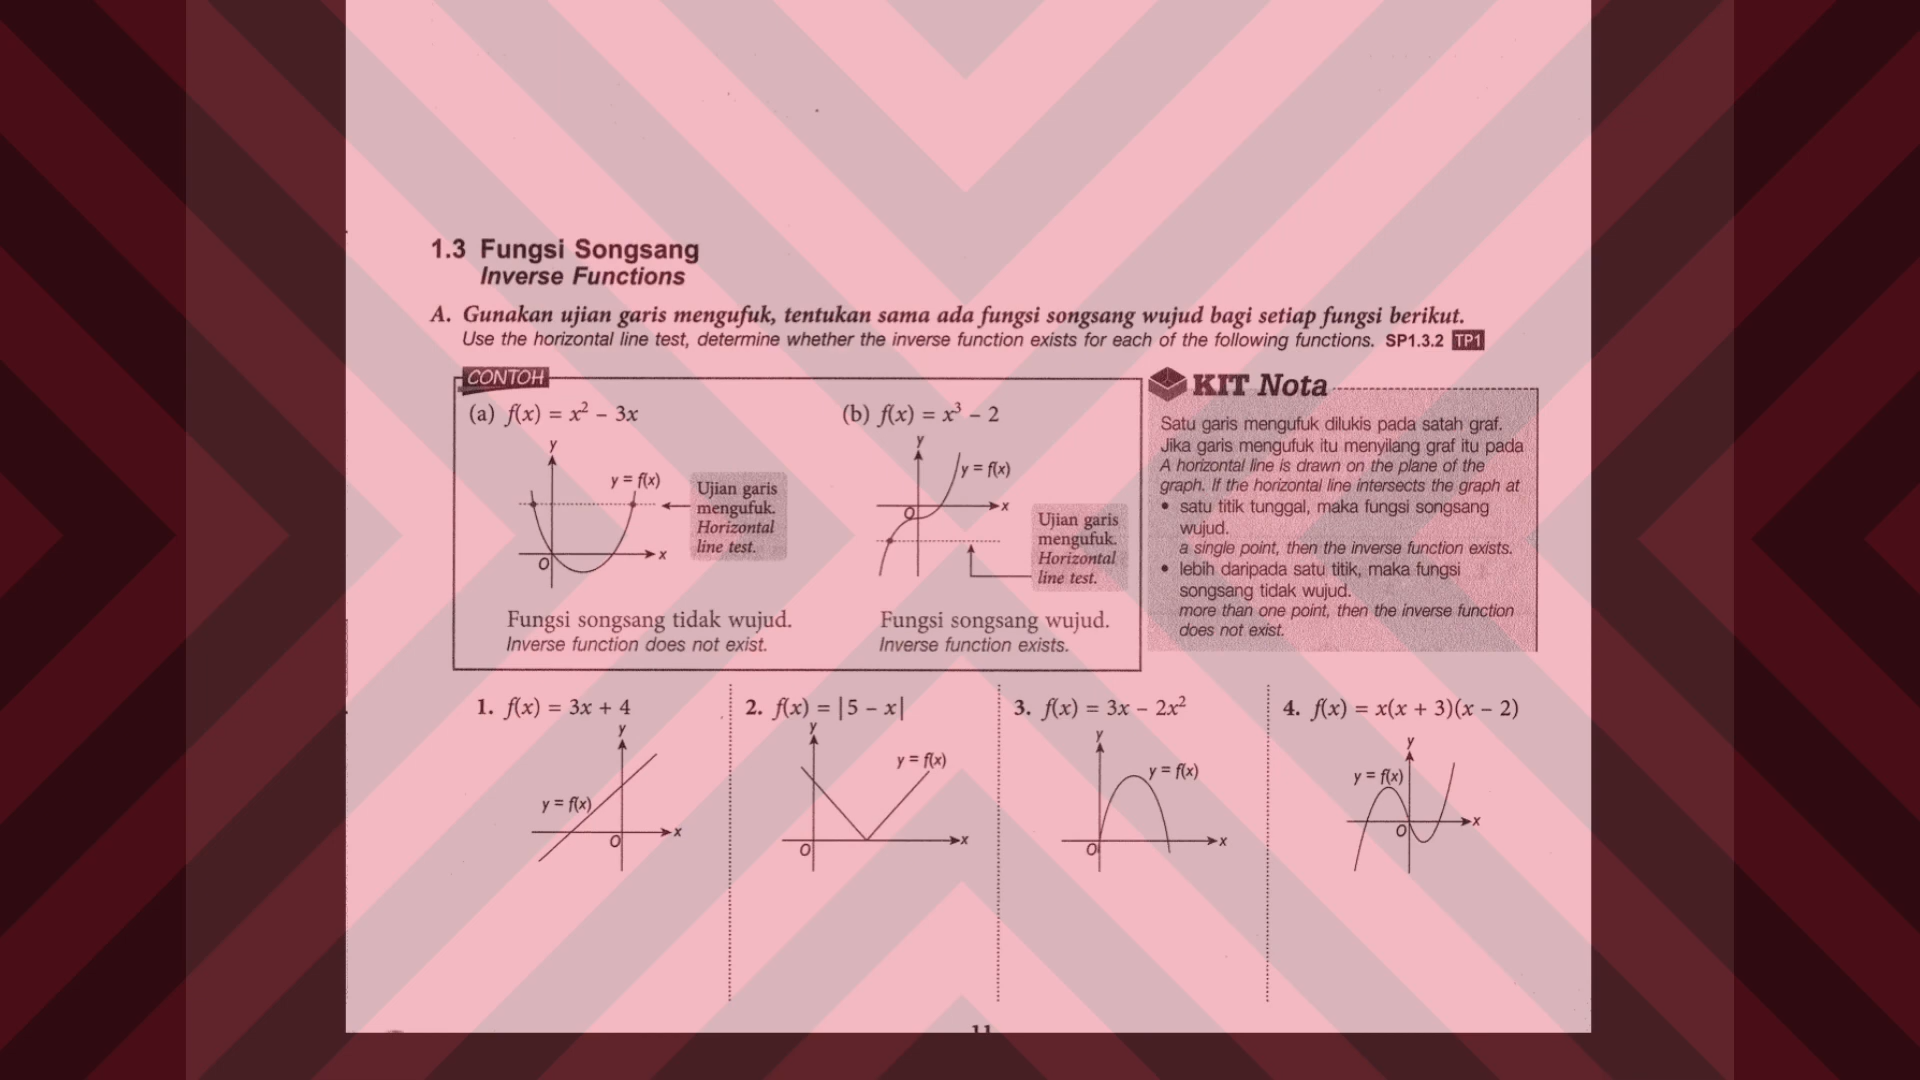 1.3 Fungsi Songsang
Inverse Functions
A. Gunakan ujian garis mengufuk, tentukan sama ada fungsi songsang wujud bagi setiap fungsi berikut.
Use the horizontal line test, determine whether the inverse function exists for each of the following functions. SP1.3.2 TP1
CONTOH
(a) f(x) = x² – 3x
y
y = f(x)
Ujian garis
mengufuk.
Horizontal
line test.
x
O
Fungsi songsang tidak wujud.
Inverse function does not exist.
(b) f(x) = x³ – 2
y
y = f(x)
x
O
Ujian garis
mengufuk.
Horizontal
line test.
Fungsi songsang wujud.
Inverse function exists.
KIT Nota
Satu garis mengufuk dilukis pada satah graf.
Jika garis mengufuk itu menyilang graf itu pada
A horizontal line is drawn on the plane of the
graph. If the horizontal line intersects the graph at
• satu titik tunggal, maka fungsi songsang
wujud.
a single point, then the inverse function exists.
• lebih daripada satu titik, maka fungsi
songsang tidak wujud.
more than one point, then the inverse function
does not exist.
1. f(x) = 3x + 4
y
y = f(x)
x
O
2. f(x) = |5 – x|
y
y = f(x)
x
O
3. f(x) = 3x – 2x²
y
y = f(x)
x
O
4. f(x) = x(x + 3)(x – 2)
y
y = f(x)
x
O
11